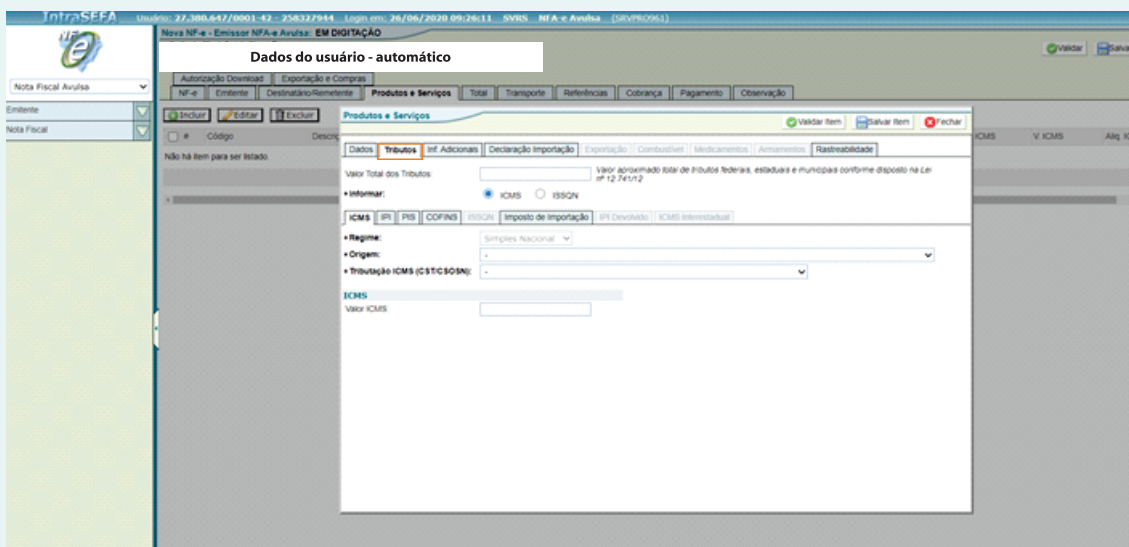 IntraSEFA Usuário: 27.380.647/0001-42 - 258327944 Login em: 26/06/2020 09:26:11 SVRS NFA-e Avulsa (SRVPRO961)
Nova NF-e - Emissor NFA-e Avulsa: EM DIGITAÇÃO
NF-e
Dados do usuário - automático
Validar Salva
Nota Fiscal Avulsa
Autorização Download Exportação e Compras
NF-e Emitente Destinatário/Remetente Produtos e Serviços Total Transporte Referências Cobrança Pagamento Observação
Emitente
Nota Fiscal
Incluir Editar Excluir
# Código Descriç ICMS V. ICMS Aliq. IC
Não há item para ser listado.
Produtos e Serviços
Validar Item Salvar Item Fechar
Dados Tributos Inf. Adicionais Declaração Importação Exportação Combustível Medicamentos Armamentos Rastreabilidade
Valor Total dos Tributos: Valor aproximado total de tributos federais, estaduais e municipais conforme disposto na Lei
nº 12.741/12
• Informar: ICMS ISSQN
ICMS IPI PIS COFINS ISSQN Imposto de Importação IPI Devolvido ICMS Interestadual
• Regime: Simples Nacional
• Origem: -
• Tributação ICMS (CST/CSOSN): -
ICMS
Valor ICMS: